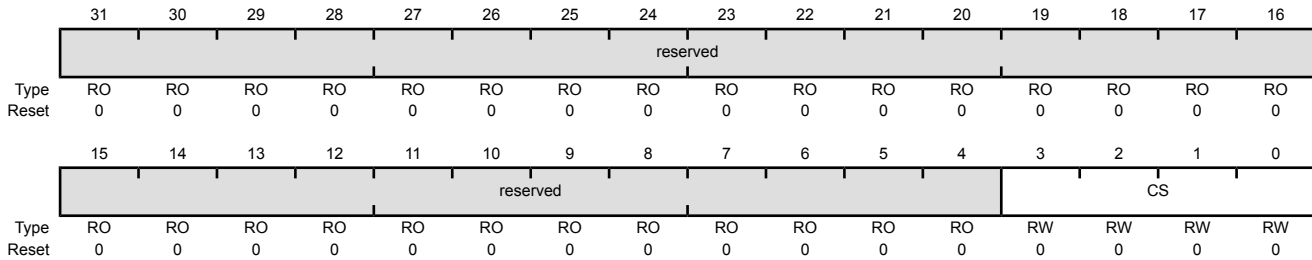 31 30 29 28 27 26 25 24 23 22 21 20 19 18 17 16
reserved
Type RO RO RO RO RO RO RO RO RO RO RO RO RO RO RO RO
Reset 0 0 0 0 0 0 0 0 0 0 0 0 0 0 0 0
15 14 13 12 11 10 9 8 7 6 5 4 3 2 1 0
reserved CS
Type RO RO RO RO RO RO RO RO RO RO RO RO RW RW RW RW
Reset 0 0 0 0 0 0 0 0 0 0 0 0 0 0 0 0